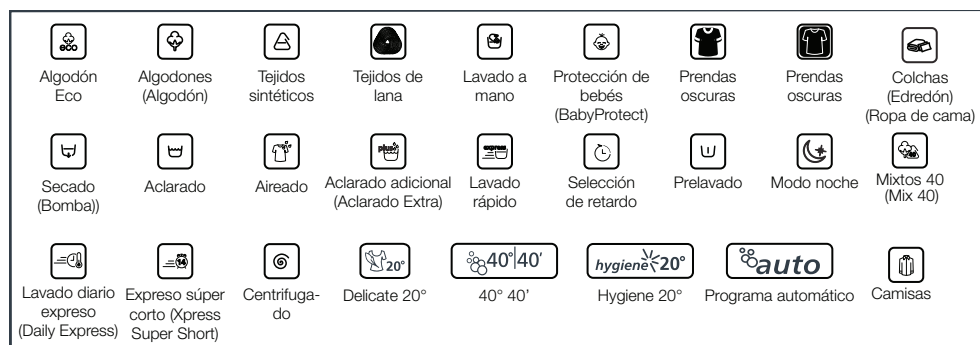 eco
Algodón
Eco
Algodones
(Algodón)
Tejidos
sintéticos
Tejidos de
lana
Lavado a
mano
Protección de
bebés
(BabyProtect)
Prendas
oscuras
Prendas
oscuras
Colchas
(Edredón)
(Ropa de cama)
Secado
(Bomba))
Aclarado
Aireado
plus
Aclarado adicional
(Aclarado Extra)
express
Lavado
rápido
Selección
de retardo
Prelavado
Modo noche
40
Mixtos 40
(Mix 40)
Lavado diario
expreso
(Daily Express)
14
Expreso súper
corto (Xpress
Super Short)
Centrifuga-
do
20°
Delicate 20°
40°|40'
40° 40'
hygiene 20°
Hygiene 20°
auto
Programa automático
Camisas